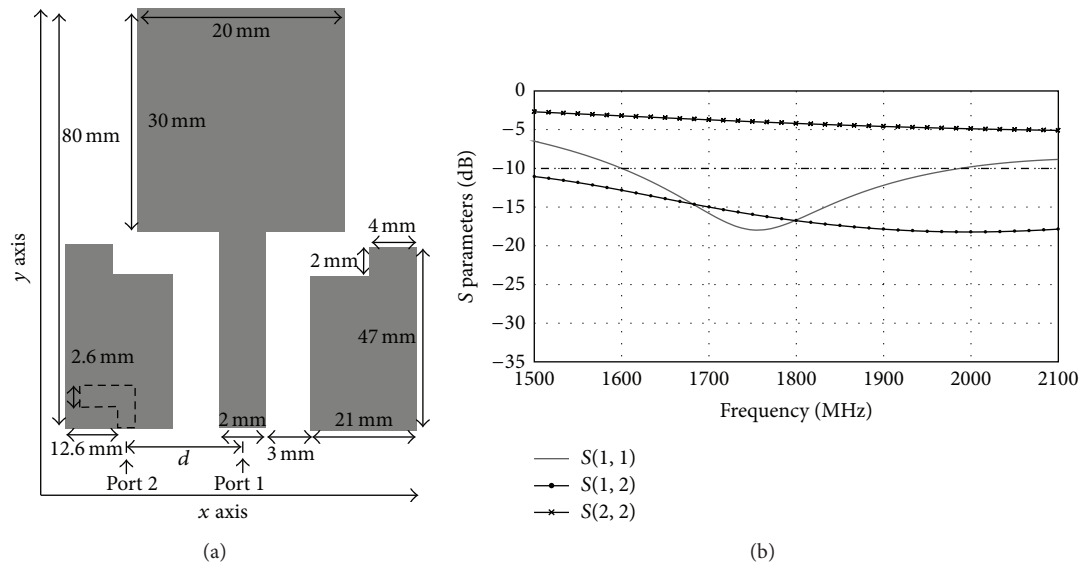 20 mm
80 mm
30 mm
4 mm
2 mm
47 mm
2.6 mm
2 mm
21 mm
12.6 mm
d
3 mm
Port 2
Port 1
y axis
x axis
(a)
0
−5
−10
−15
−20
−25
−30
−35
S parameters (dB)
1500 1600 1700 1800 1900 2000 2100
Frequency (MHz)
S(1, 1)
S(1, 2)
S(2, 2)
(b)